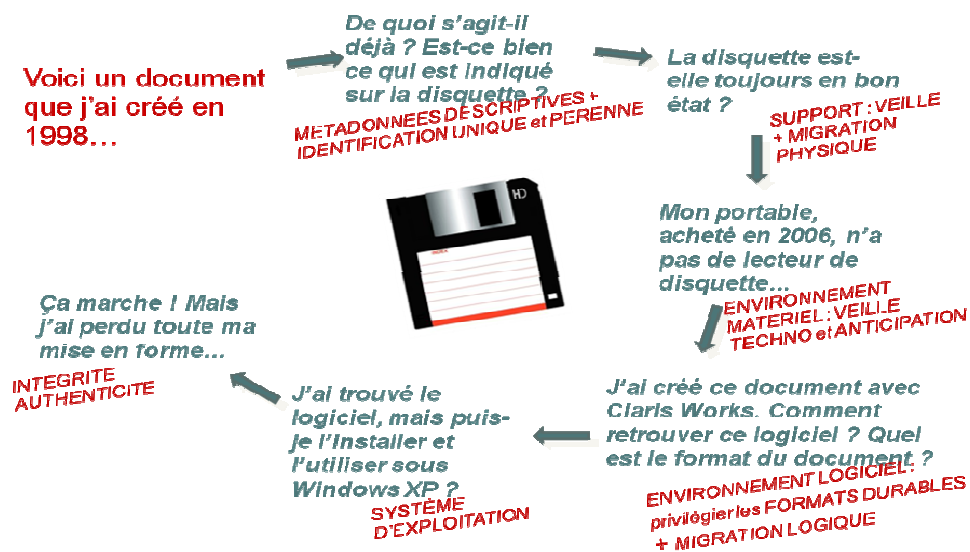 Voici un document
que j'ai créé en
1998…
De quoi s'agit-il
déjà ? Est-ce bien
ce qui est indiqué
sur la disquette ?
METADONNEES DESCRIPTIVES +
IDENTIFICATION UNIQUE et PERENNE
La disquette est-
elle toujours en bon
état ?
SUPPORT : VEILLE
+ MIGRATION
PHYSIQUE
HD
Mon portable,
acheté en 2006, n'a
pas de lecteur de
disquette…
ENVIRONNEMENT
MATERIEL : VEILLE
TECHNO et ANTICIPATION
J'ai créé ce document avec
Claris Works. Comment
retrouver ce logiciel ? Quel
est le format du document ?
ENVIRONNEMENT LOGICIEL :
privilégier les FORMATS DURABLES
+ MIGRATION LOGIQUE
J'ai trouvé le
logiciel, mais puis-
je l'installer et
l'utiliser sous
Windows XP ?
SYSTÈME
D'EXPLOITATION
Ça marche ! Mais
j'ai perdu toute ma
mise en forme…
INTEGRITE
AUTHENTICITE